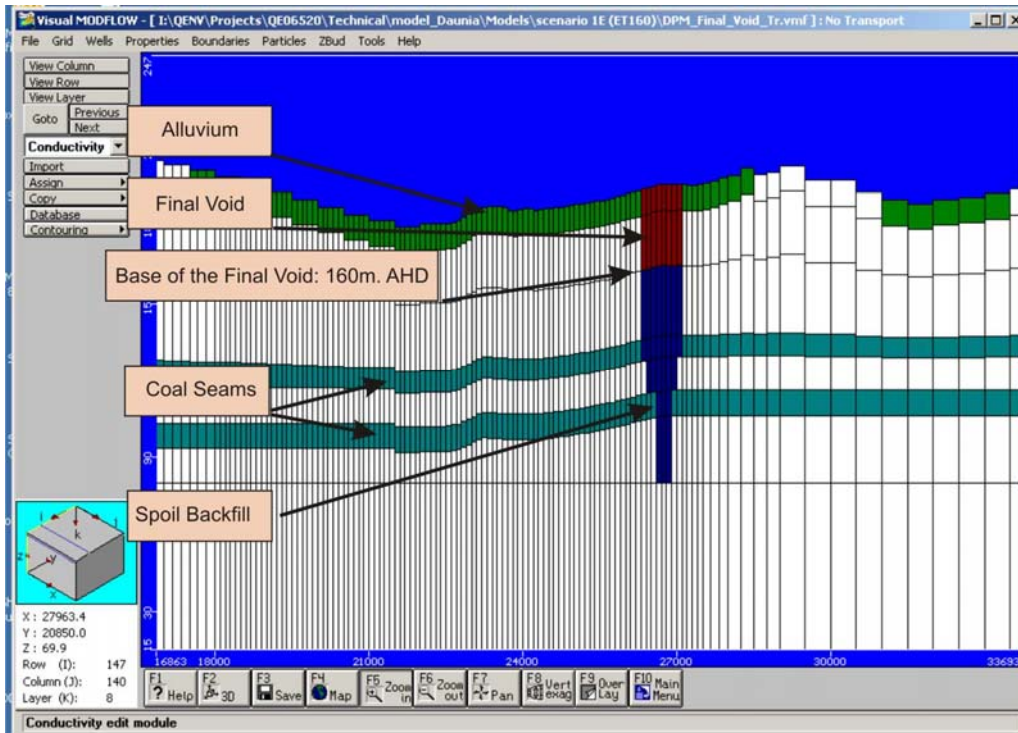 Visual MODFLOW - [ I:\QENV\Projects\QE06520\Technical\model_Daunia\Models\scenario 1E (ET160)\DPM_Final_Void_Tr.vmf ] : No Transport
File Grid Wells Properties Boundaries Particles ZBud Tools Help
View Column
View Row
View Layer
Goto Previous
Next
Conductivity
Import
Assign
Copy
Database
Contouring
247
Alluvium
Final Void
Base of the Final Void: 160m. AHD
Coal Seams
90
Spoil Backfill
30
15
i j
k
z y
x
16863 18000 21000 24000 27000 30000 33693
X : 27963.4
Y : 20850.0
Z : 69.9
Row (I): 147
Column (J): 140
Layer (K): 8
F1 ? Help
F2 3D
F3 Save
F4 Map
F5 Zoom in
F6 Zoom out
F7 Pan
F8 Vert exag
F9 Over Lay
F10 Main Menu
Conductivity edit module